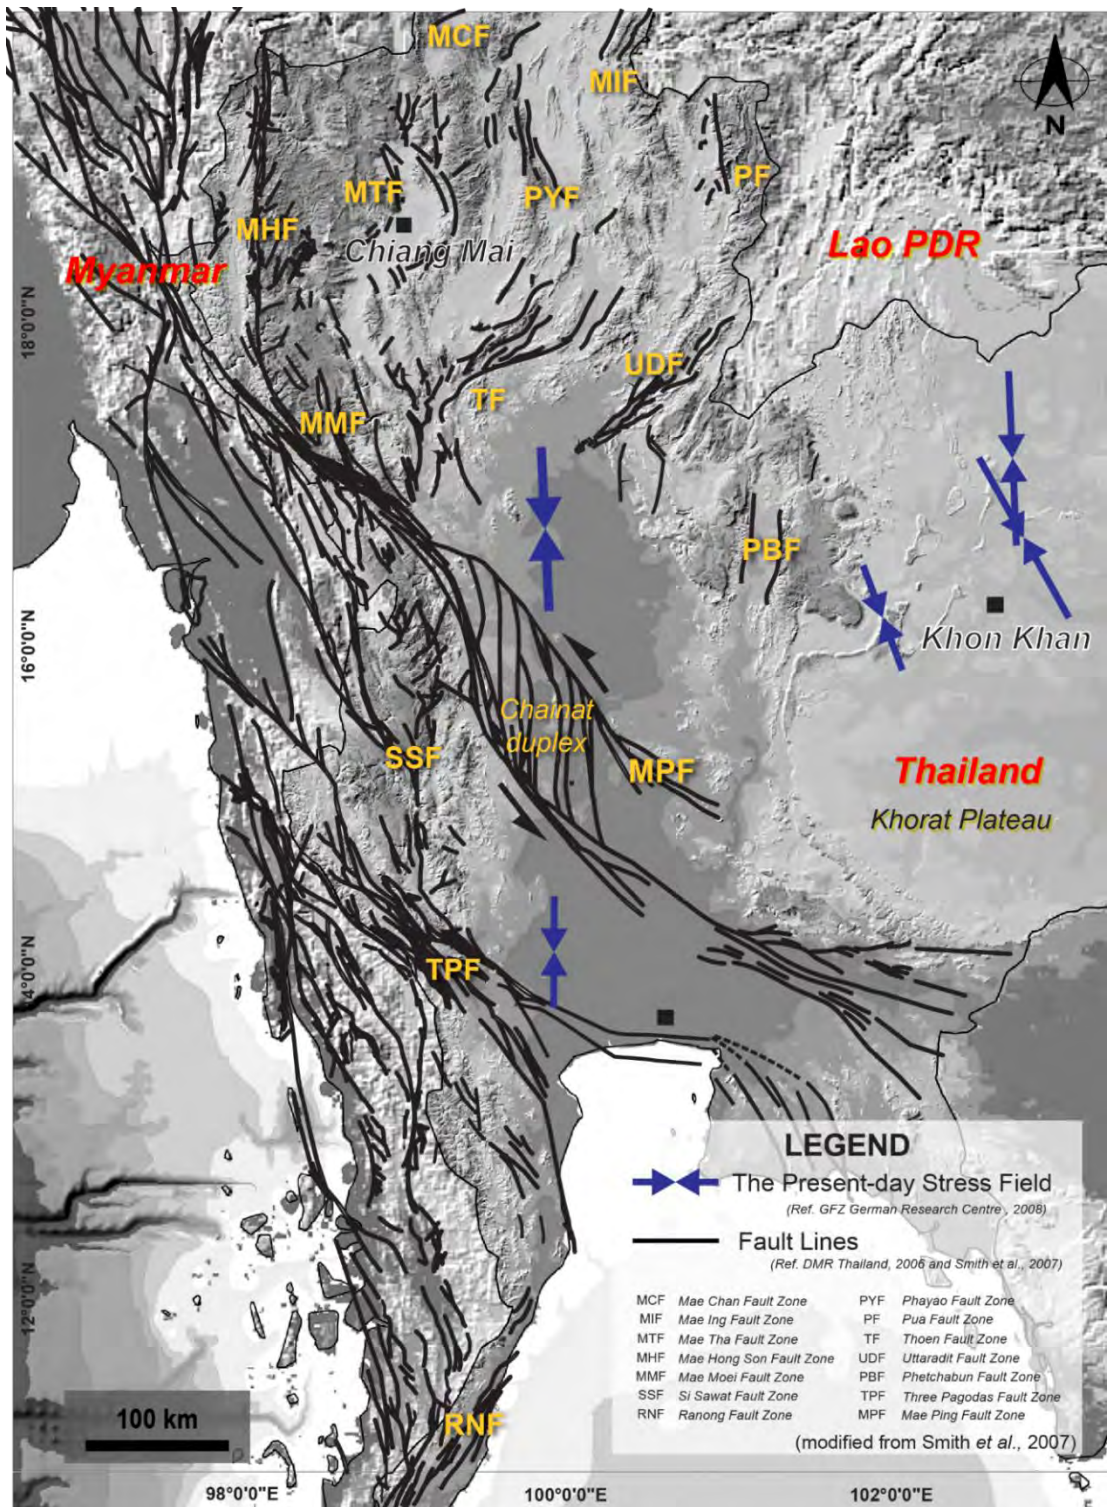 MCF
MIF
N
MTF
PYF
PF
MHF
Chiang Mai
Lao PDR
Myanmar
18°0'0"N
UDF
TF
MMF
PBF
16°0'0"N
Khon Khan
Chainat
duplex
SSF
MPF
Thailand
Khorat Plateau
14°0'0"N
TPF
LEGEND
The Present-day Stress Field
(Ref. GFZ German Research Centre , 2008)
Fault Lines
(Ref. DMR Thailand, 2006 and Smith et al., 2007)
12°0'0"N
MCF Mae Chan Fault Zone PYF Phayao Fault Zone
MIF Mae Ing Fault Zone PF Pua Fault Zone
MTF Mae Tha Fault Zone TF Thoen Fault Zone
MHF Mae Hong Son Fault Zone UDF Uttaradit Fault Zone
MMF Mae Moei Fault Zone PBF Phetchabun Fault Zone
SSF Si Sawat Fault Zone TPF Three Pagodas Fault Zone
RNF Ranong Fault Zone MPF Mae Ping Fault Zone
(modified from Smith et al., 2007)
100 km
RNF
98°0'0"E
100°0'0"E
102°0'0"E